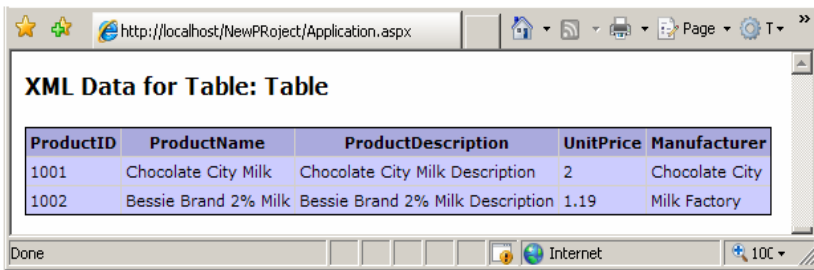 http://localhost/NewPRoject/Application.aspx Page T »
XML Data for Table: Table
ProductID ProductName ProductDescription UnitPrice Manufacturer
1001 Chocolate City Milk Chocolate City Milk Description 2 Chocolate City
1002 Bessie Brand 2% Milk Bessie Brand 2% Milk Description 1.19 Milk Factory
Done Internet 10